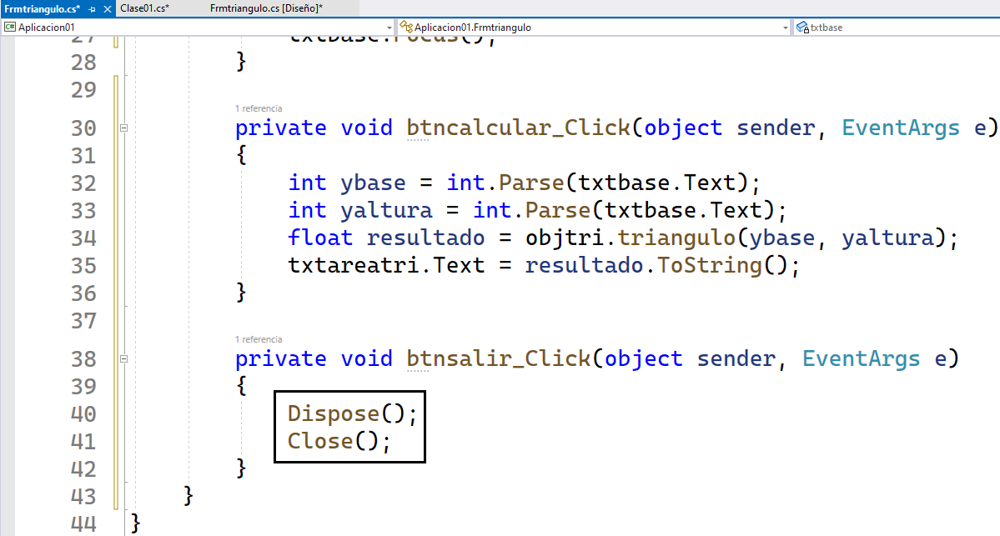 Frmtriangulo.cs* Clase01.cs* Frmtriangulo.cs [Diseño]*
C# Aplicacion01 Aplicacion01.Frmtriangulo txtbase
27 txtbase.Focus();
28 }
29
1 referencia
30 private void btncalcular_Click(object sender, EventArgs e)
31 {
32 int ybase = int.Parse(txtbase.Text);
33 int yaltura = int.Parse(txtbase.Text);
34 float resultado = objtri.triangulo(ybase, yaltura);
35 txtareatri.Text = resultado.ToString();
36 }
37
1 referencia
38 private void btnsalir_Click(object sender, EventArgs e)
39 {
40 Dispose();
41 Close();
42 }
43 }
44 }